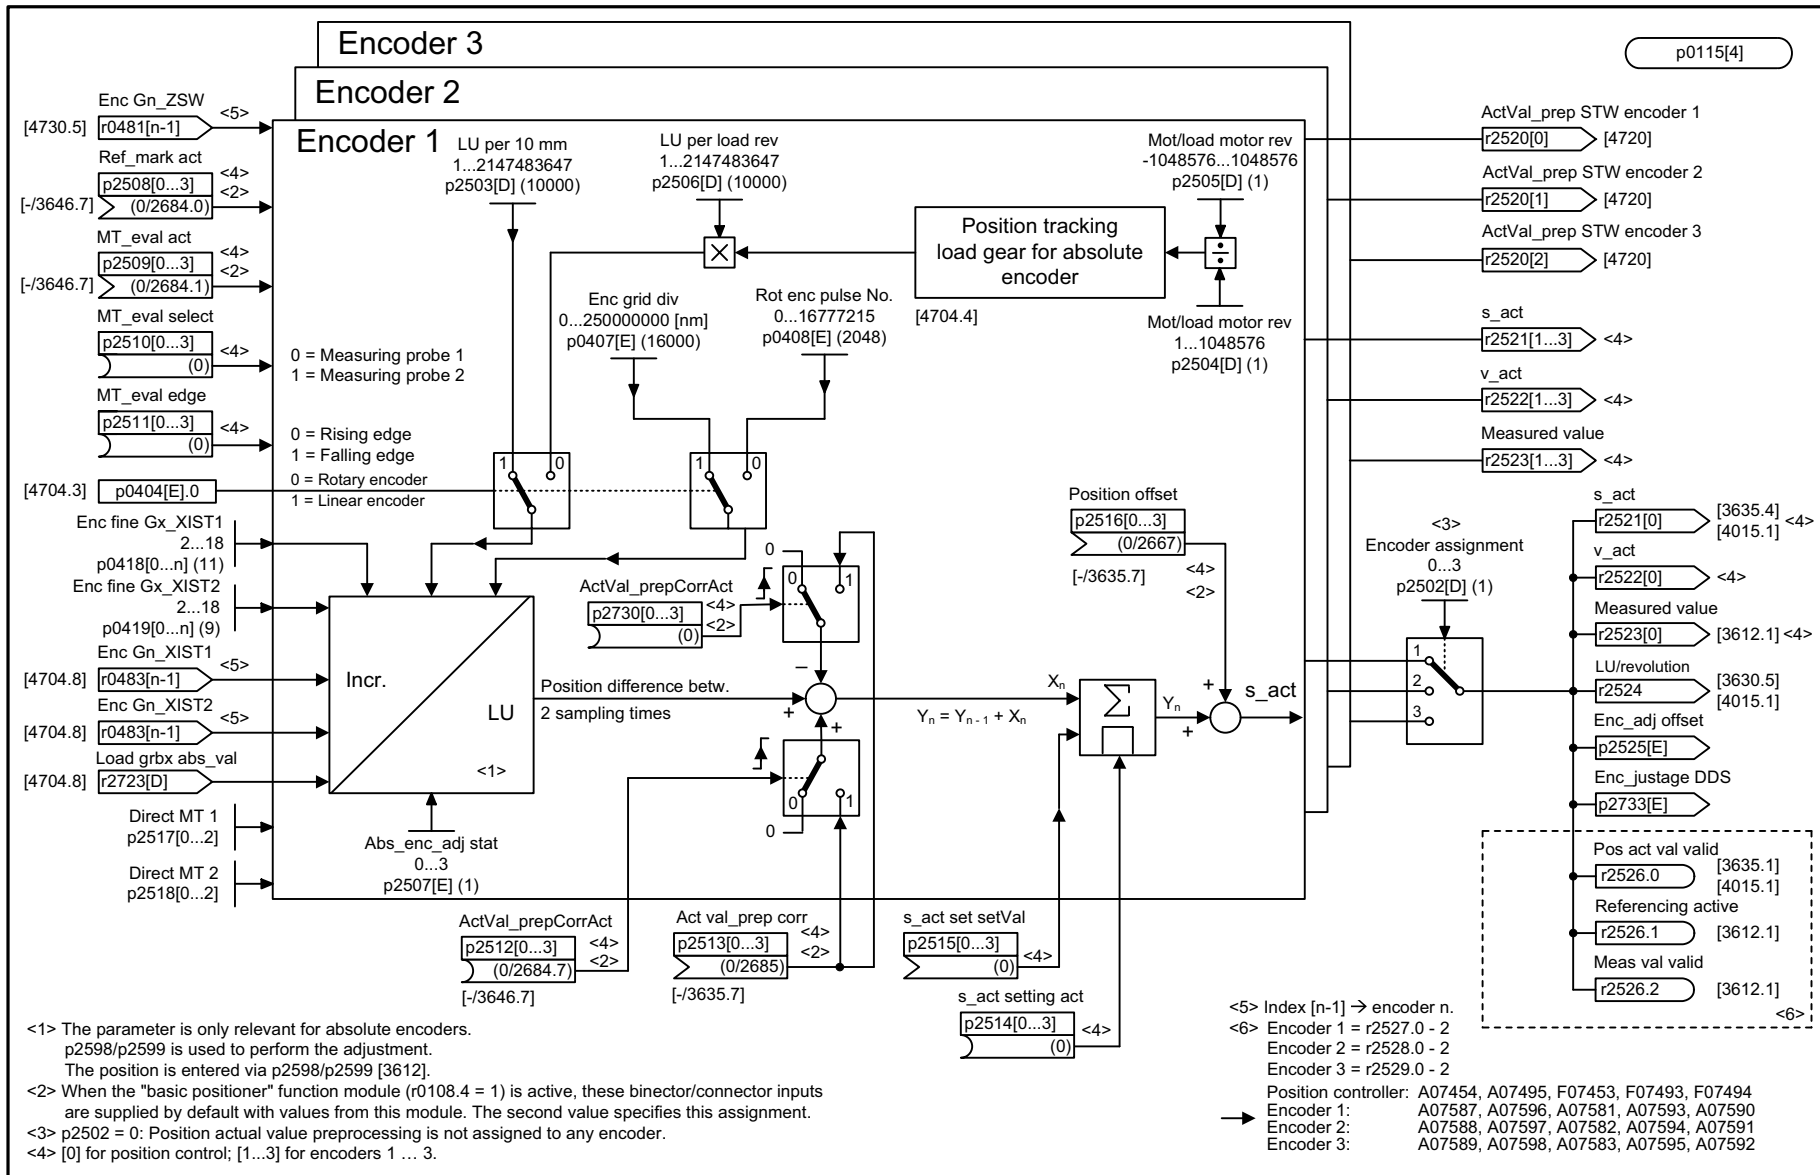 Encoder 3
p0115[4]
Encoder 2
Encoder 1
Enc Gn_ZSW
<5>
[4730.5]
r0481[n-1]
Ref_mark act
<4>
p2508[0...3]
<2>
[-/3646.7]
(0/2684.0)
MT_eval act
<4>
p2509[0...3]
<2>
[-/3646.7]
(0/2684.1)
MT_eval select
p2510[0...3]
<4>
(0)
0 = Measuring probe 1
1 = Measuring probe 2
MT_eval edge
p2511[0...3]
<4>
(0)
0 = Rising edge
1 = Falling edge
[4704.3]
p0404[E].0
0 = Rotary encoder
1 = Linear encoder
Enc fine Gx_XIST1
2...18
p0418[0...n] (11)
Enc fine Gx_XIST2
2...18
p0419[0...n] (9)
Enc Gn_XIST1
<5>
[4704.8]
r0483[n-1]
Enc Gn_XIST2
<5>
[4704.8]
r0483[n-1]
Load grbx abs_val
[4704.8]
r2723[D]
Direct MT 1
p2517[0...2]
Direct MT 2
p2518[0...2]
LU per 10 mm
1...2147483647
p2503[D] (10000)
LU per load rev
1...2147483647
p2506[D] (10000)
×
Position tracking
load gear for absolute
encoder
[4704.4]
Mot/load motor rev
-1048576...1048576
p2505[D] (1)
÷
Mot/load motor rev
1...1048576
p2504[D] (1)
Enc grid div
0...250000000 [nm]
p0407[E] (16000)
Rot enc pulse No.
0...16777215
p0408[E] (2048)
1 0
1 0
Incr.
LU
<1>
Abs_enc_adj stat
0...3
p2507[E] (1)
Position difference betw.
2 sampling times
ActVal_prepCorrAct
p2730[0...3]
<4>
<2>
(0)
0
0 1
–
+
+
0 1
0
Yn = Yn - 1 + Xn
Xn
Σ
Yn
+
+
s_act
Position offset
p2516[0...3]
(0/2667)
[-/3635.7]
<4>
<2>
ActVal_prepCorrAct
p2512[0...3]
<4>
<2>
(0/2684.7)
[-/3646.7]
Act val_prep corr
p2513[0...3]
<4>
<2>
(0/2685)
[-/3635.7]
s_act set setVal
p2515[0...3]
<4>
(0)
s_act setting act
p2514[0...3]
<4>
(0)
ActVal_prep STW encoder 1
r2520[0]
[4720]
ActVal_prep STW encoder 2
r2520[1]
[4720]
ActVal_prep STW encoder 3
r2520[2]
[4720]
s_act
r2521[1...3]
<4>
v_act
r2522[1...3]
<4>
Measured value
r2523[1...3]
<4>
<3>
Encoder assignment
0...3
p2502[D] (1)
1
2
3
s_act
r2521[0]
[3635.4]
[4015.1]
<4>
v_act
r2522[0]
<4>
Measured value
r2523[0]
[3612.1] <4>
LU/revolution
r2524
[3630.5]
[4015.1]
Enc_adj offset
p2525[E]
Enc_justage DDS
p2733[E]
Pos act val valid
r2526.0
[3635.1]
[4015.1]
Referencing active
r2526.1
[3612.1]
Meas val valid
r2526.2
[3612.1]
<6>
<1> The parameter is only relevant for absolute encoders.
p2598/p2599 is used to perform the adjustment.
The position is entered via p2598/p2599 [3612].
<2> When the "basic positioner" function module (r0108.4 = 1) is active, these binector/connector inputs
are supplied by default with values from this module. The second value specifies this assignment.
<3> p2502 = 0: Position actual value preprocessing is not assigned to any encoder.
<4> [0] for position control; [1...3] for encoders 1 … 3.
<5> Index [n-1] → encoder n.
<6> Encoder 1 = r2527.0 - 2
Encoder 2 = r2528.0 - 2
Encoder 3 = r2529.0 - 2
Position controller: A07454, A07495, F07453, F07493, F07494
Encoder 1: A07587, A07596, A07581, A07593, A07590
Encoder 2: A07588, A07597, A07582, A07594, A07591
Encoder 3: A07589, A07598, A07583, A07595, A07592